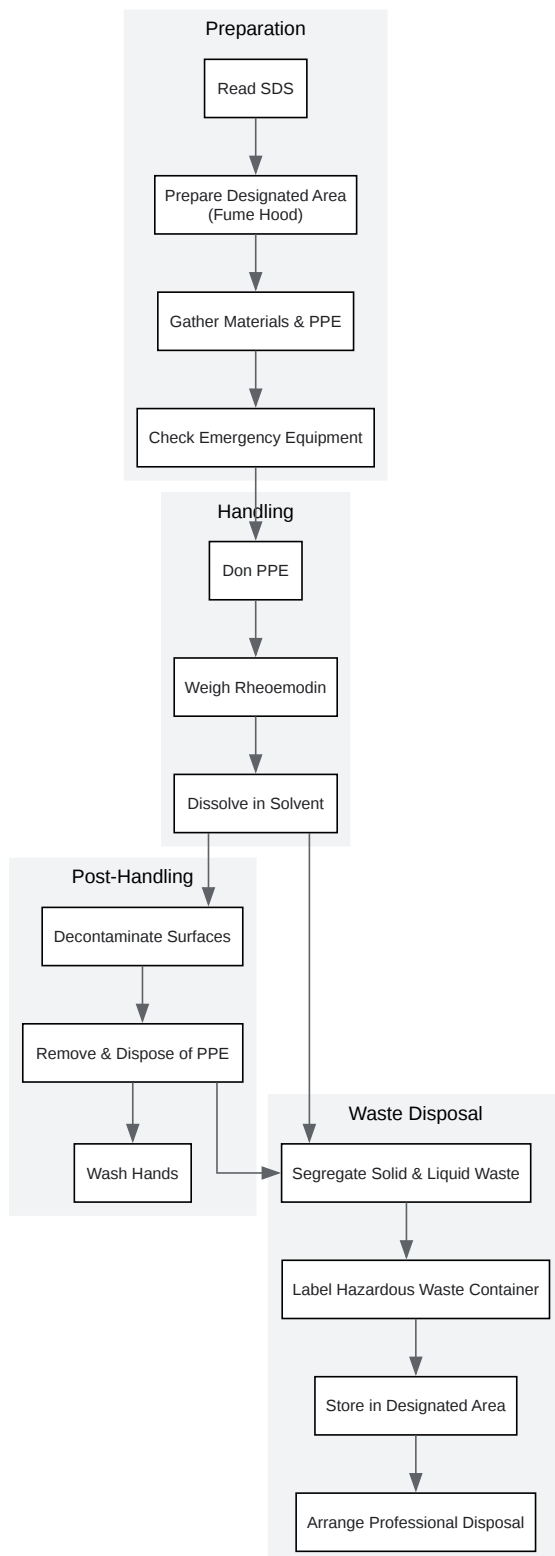 Preparation
Read SDS
Prepare Designated Area
(Fume Hood)
Gather Materials & PPE
Check Emergency Equipment
Handling
Don PPE
Weigh Rheoemodin
Dissolve in Solvent
Post-Handling
Decontaminate Surfaces
Remove & Dispose of PPE
Wash Hands
Waste Disposal
Segregate Solid & Liquid Waste
Label Hazardous Waste Container
Store in Designated Area
Arrange Professional Disposal